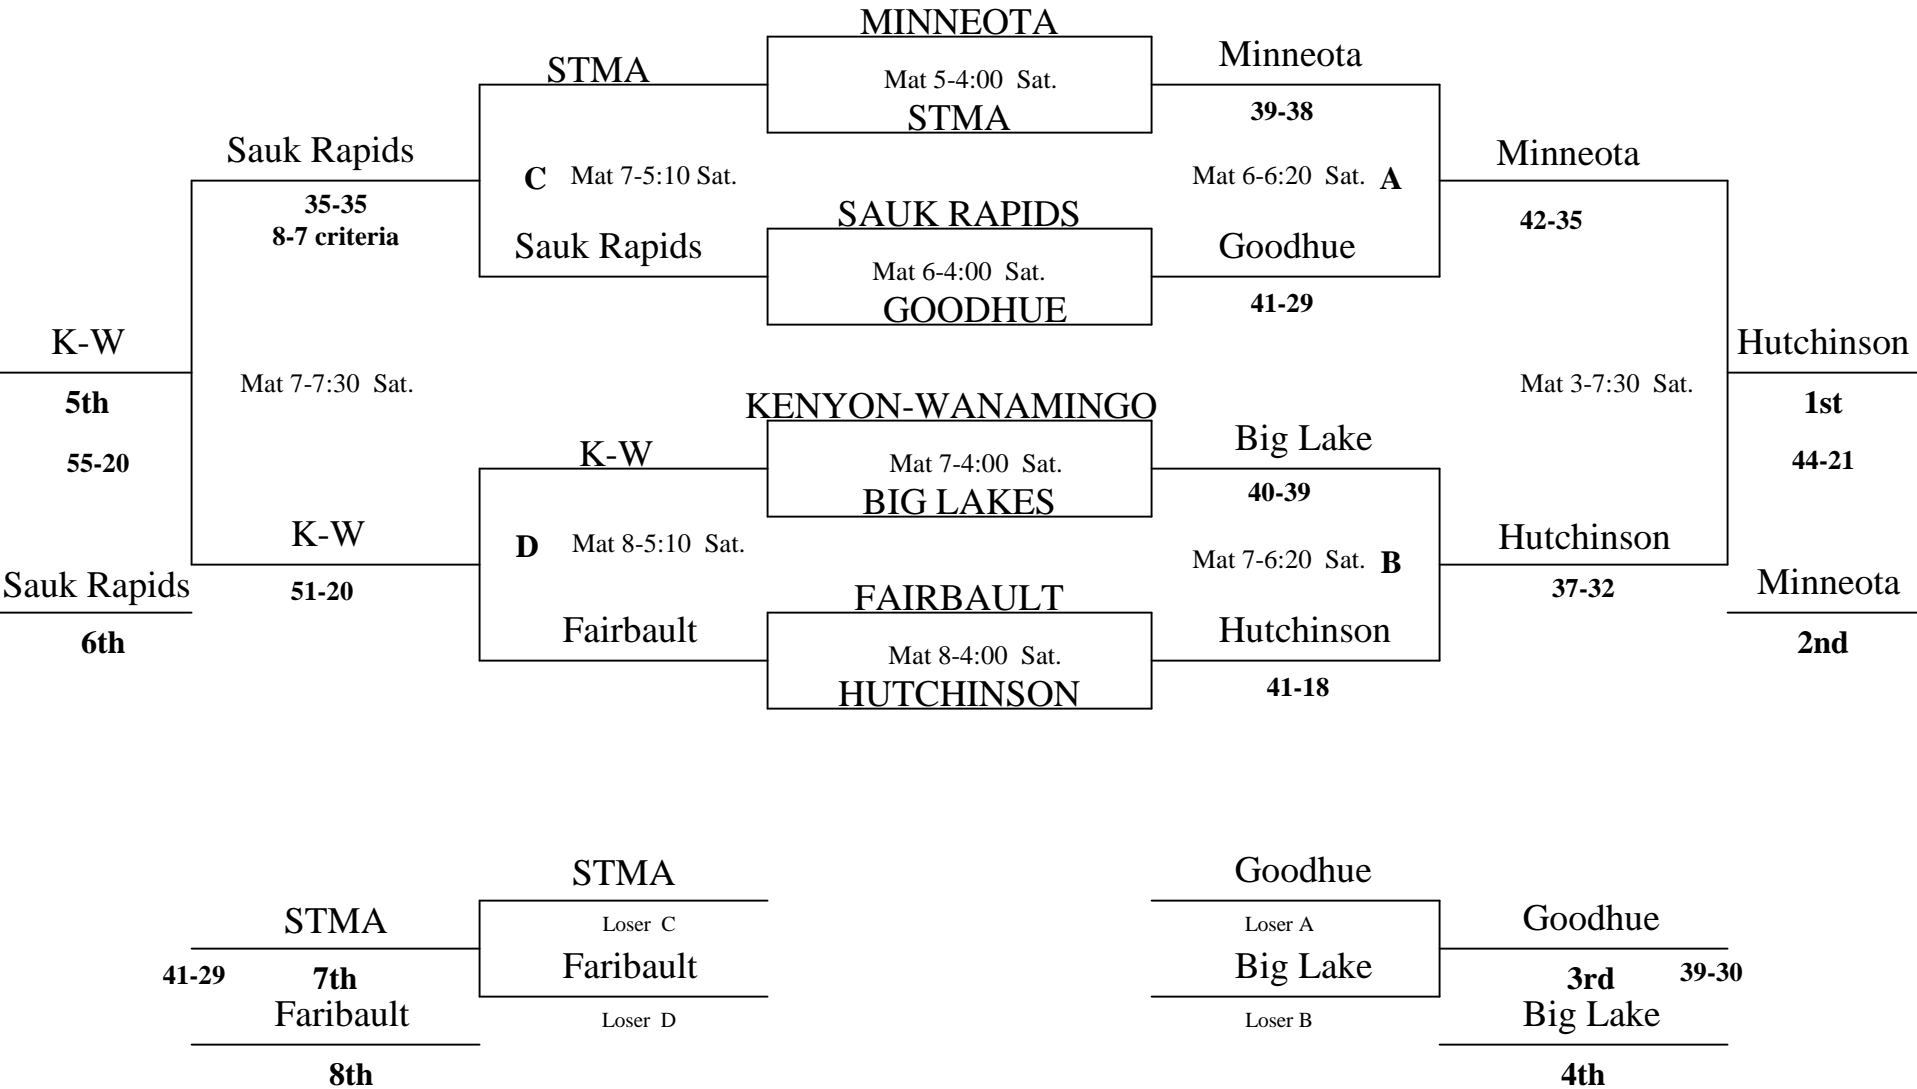 MINNEOTA
STMA
Mat 5-4:00 Sat.
Minneota
STMA
39-38
Sauk Rapids
C Mat 7-5:10 Sat.
Mat 6-6:20 Sat. A
Minneota
35-35
8-7 criteria
SAUK RAPIDS
42-35
Sauk Rapids
Mat 6-4:00 Sat.
Goodhue
GOODHUE
41-29
K-W
Hutchinson
5th
Mat 7-7:30 Sat.
Mat 3-7:30 Sat.
1st
55-20
44-21
KENYON-WANAMINGO
K-W
Mat 7-4:00 Sat.
Big Lake
BIG LAKES
40-39
K-W
D Mat 8-5:10 Sat.
Mat 7-6:20 Sat. B
Hutchinson
51-20
37-32
Sauk Rapids
Minneota
6th
2nd
FAIRBAULT
Fairbault
Mat 8-4:00 Sat.
Hutchinson
HUTCHINSON
41-18
STMA
STMA
Loser C
41-29
7th
Faribault
Faribault
Loser D
8th
Goodhue
Goodhue
Loser A
3rd
39-30
Big Lake
Big Lake
Loser B
4th